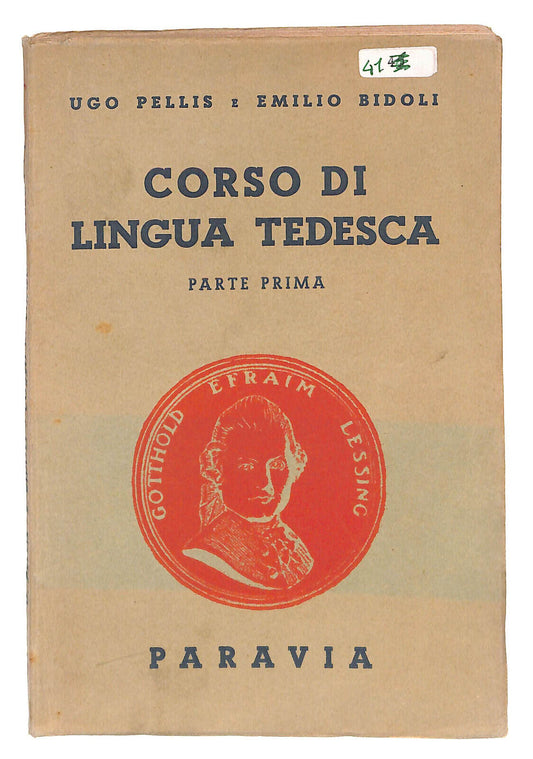 41
UGO PELLIS E EMILIO BIDOLI
CORSO DI
LINGUA TEDESCA
PARTE PRIMA
GOTTHOLD EFRAIM LESSING
PARAVIA